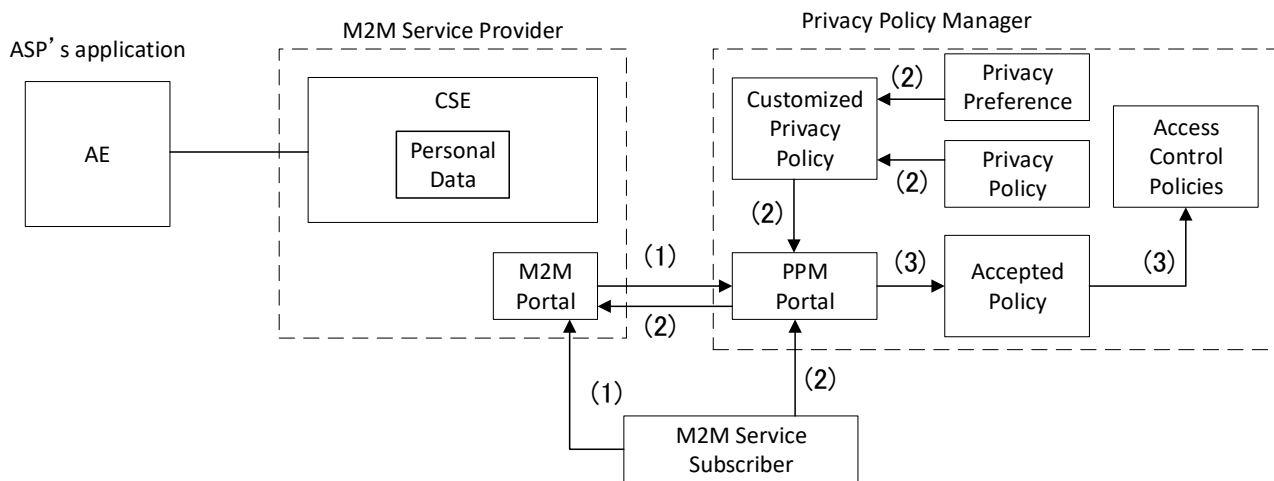 Privacy Policy Manager
M2M Service Provider
ASP’s application
AE
CSE
Personal
Data
M2M
Portal
(1)
(2)
Customized
Privacy
Policy
(2)
Privacy
Preference
(2)
Privacy
Policy
(2)
PPM
Portal
(3)
Accepted
Policy
(3)
Access
Control
Policies
(1)
(2)
M2M Service
Subscriber